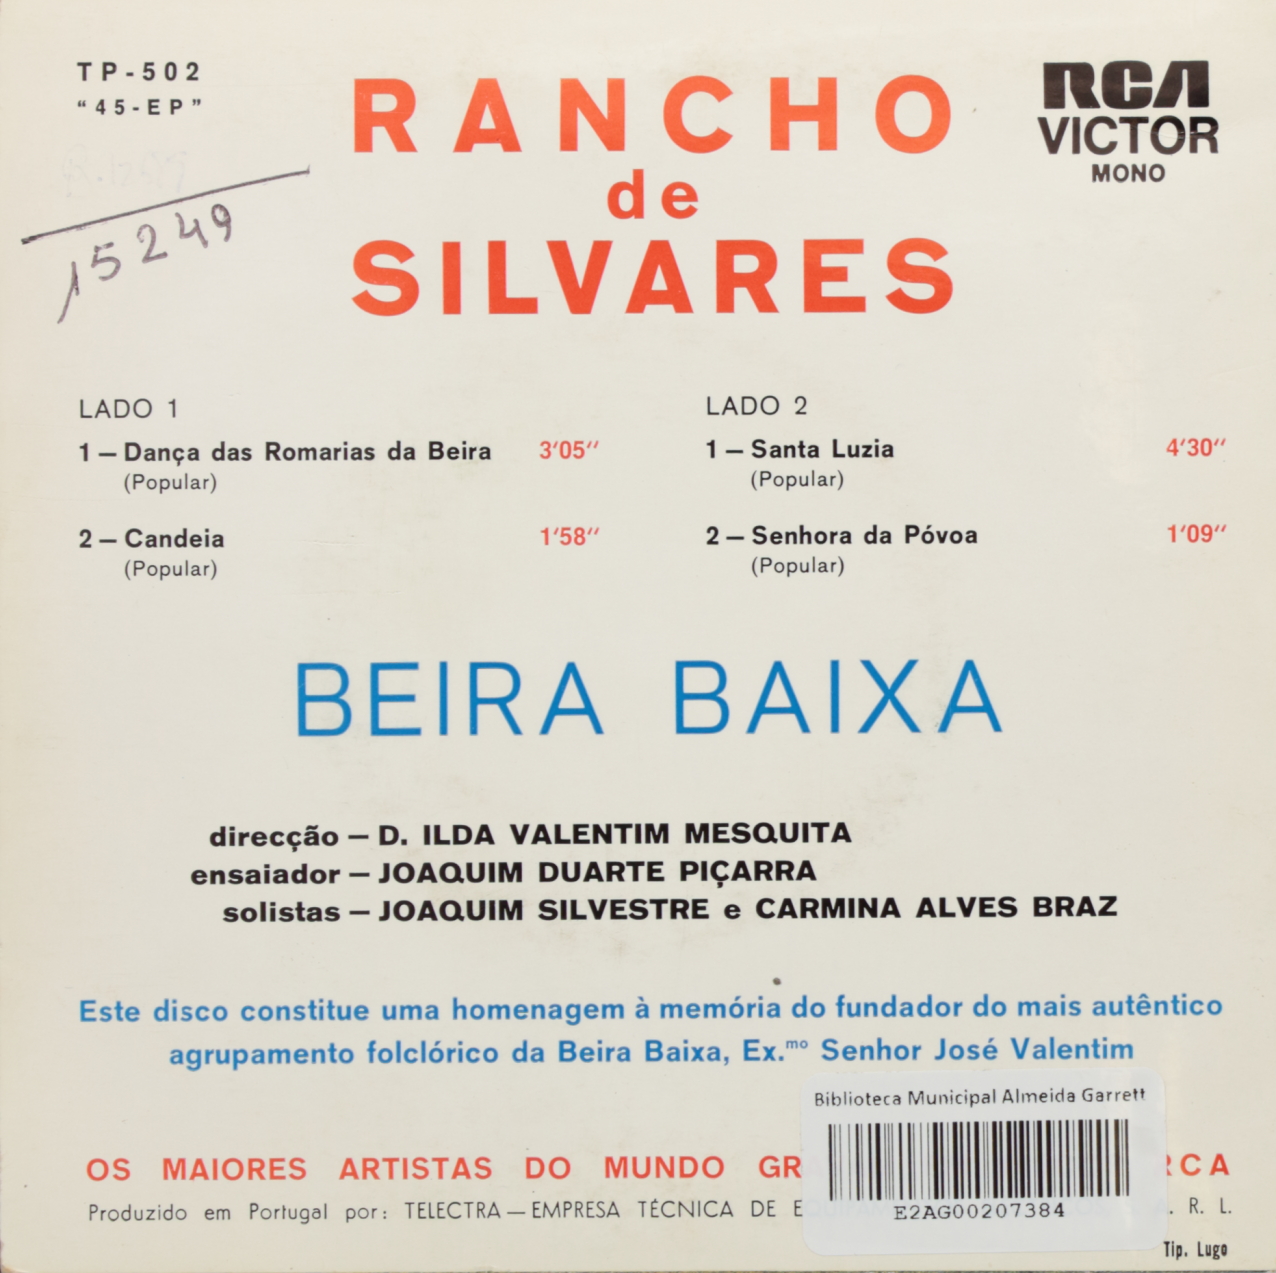 TP-502
"45-EP"
RANCHO
de
SILVARES
RCA
VICTOR
MONO
15249
LADO 1
1 — Dança das Romarias da Beira 3'05''
(Popular)
2 — Candeia 1'58''
(Popular)
LADO 2
1 — Santa Luzia 4'30''
(Popular)
2 — Senhora da Póvoa 1'09''
(Popular)
BEIRA BAIXA
direcção — D. ILDA VALENTIM MESQUITA
ensaiador — JOAQUIM DUARTE PIÇARRA
solistas — JOAQUIM SILVESTRE e CARMINA ALVES BRAZ
Este disco constitue uma homenagem à memória do fundador do mais autêntico
agrupamento folclórico da Beira Baixa, Ex.mo Senhor José Valentim
Biblioteca Municipal Almeida Garrett
E2AG00207384
OS MAIORES ARTISTAS DO MUNDO RCA
Produzido em Portugal por: TELECTRA — EMPRESA TÉCNICA DE R. L.
Tip. Lugo